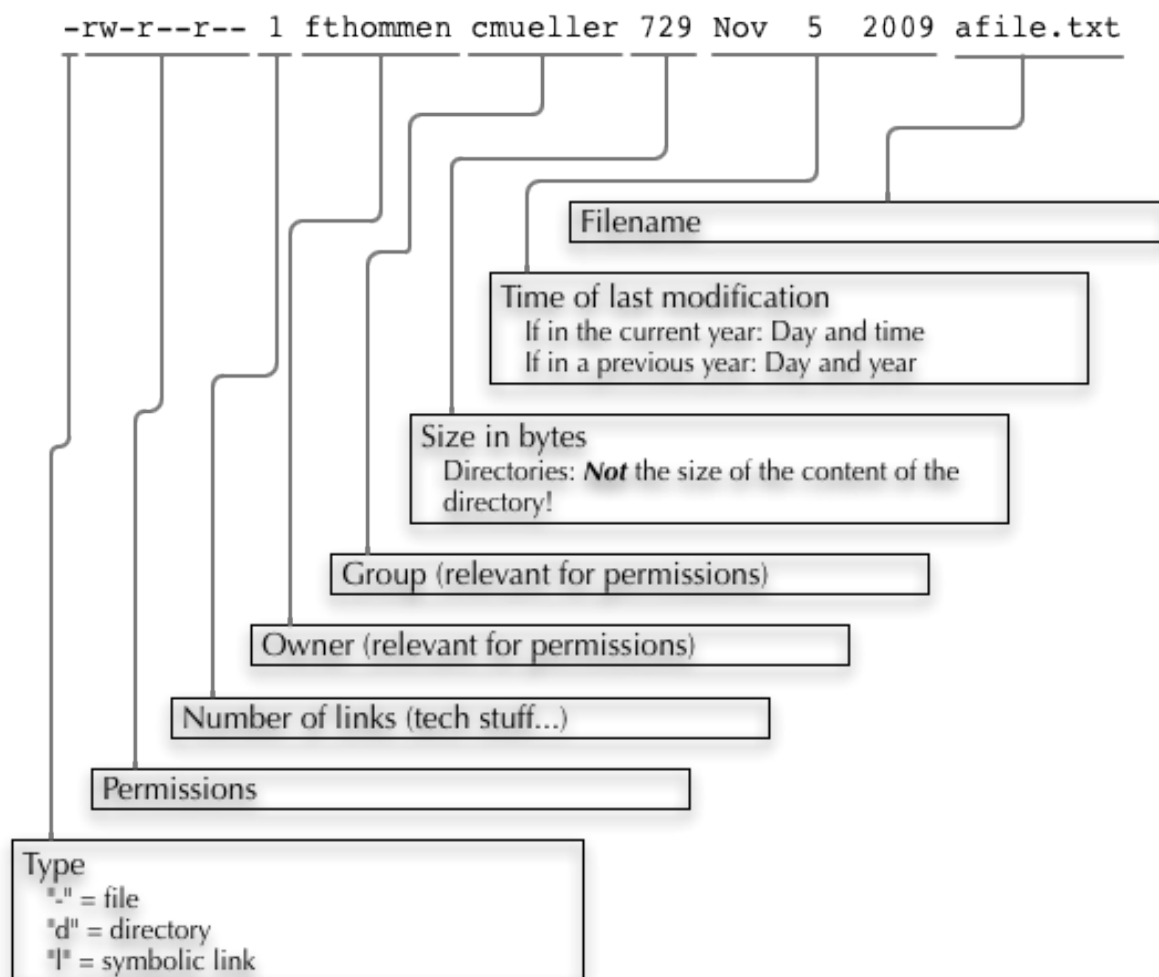 -rw-r--r-- 1 fthommen cmueller 729 Nov 5 2009 afile.txt
Filename
Time of last modification
If in the current year: Day and time
If in a previous year: Day and year
Size in bytes
Directories: Not the size of the content of the
directory!
Group (relevant for permissions)
Owner (relevant for permissions)
Number of links (tech stuff...)
Permissions
Type
"-" = file
"d" = directory
"l" = symbolic link